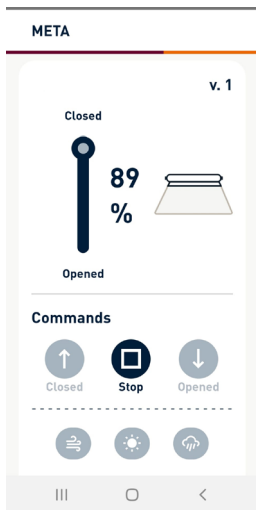 META
v. 1
Closed
89
%
Opened
Commands
Closed
Stop
Opened